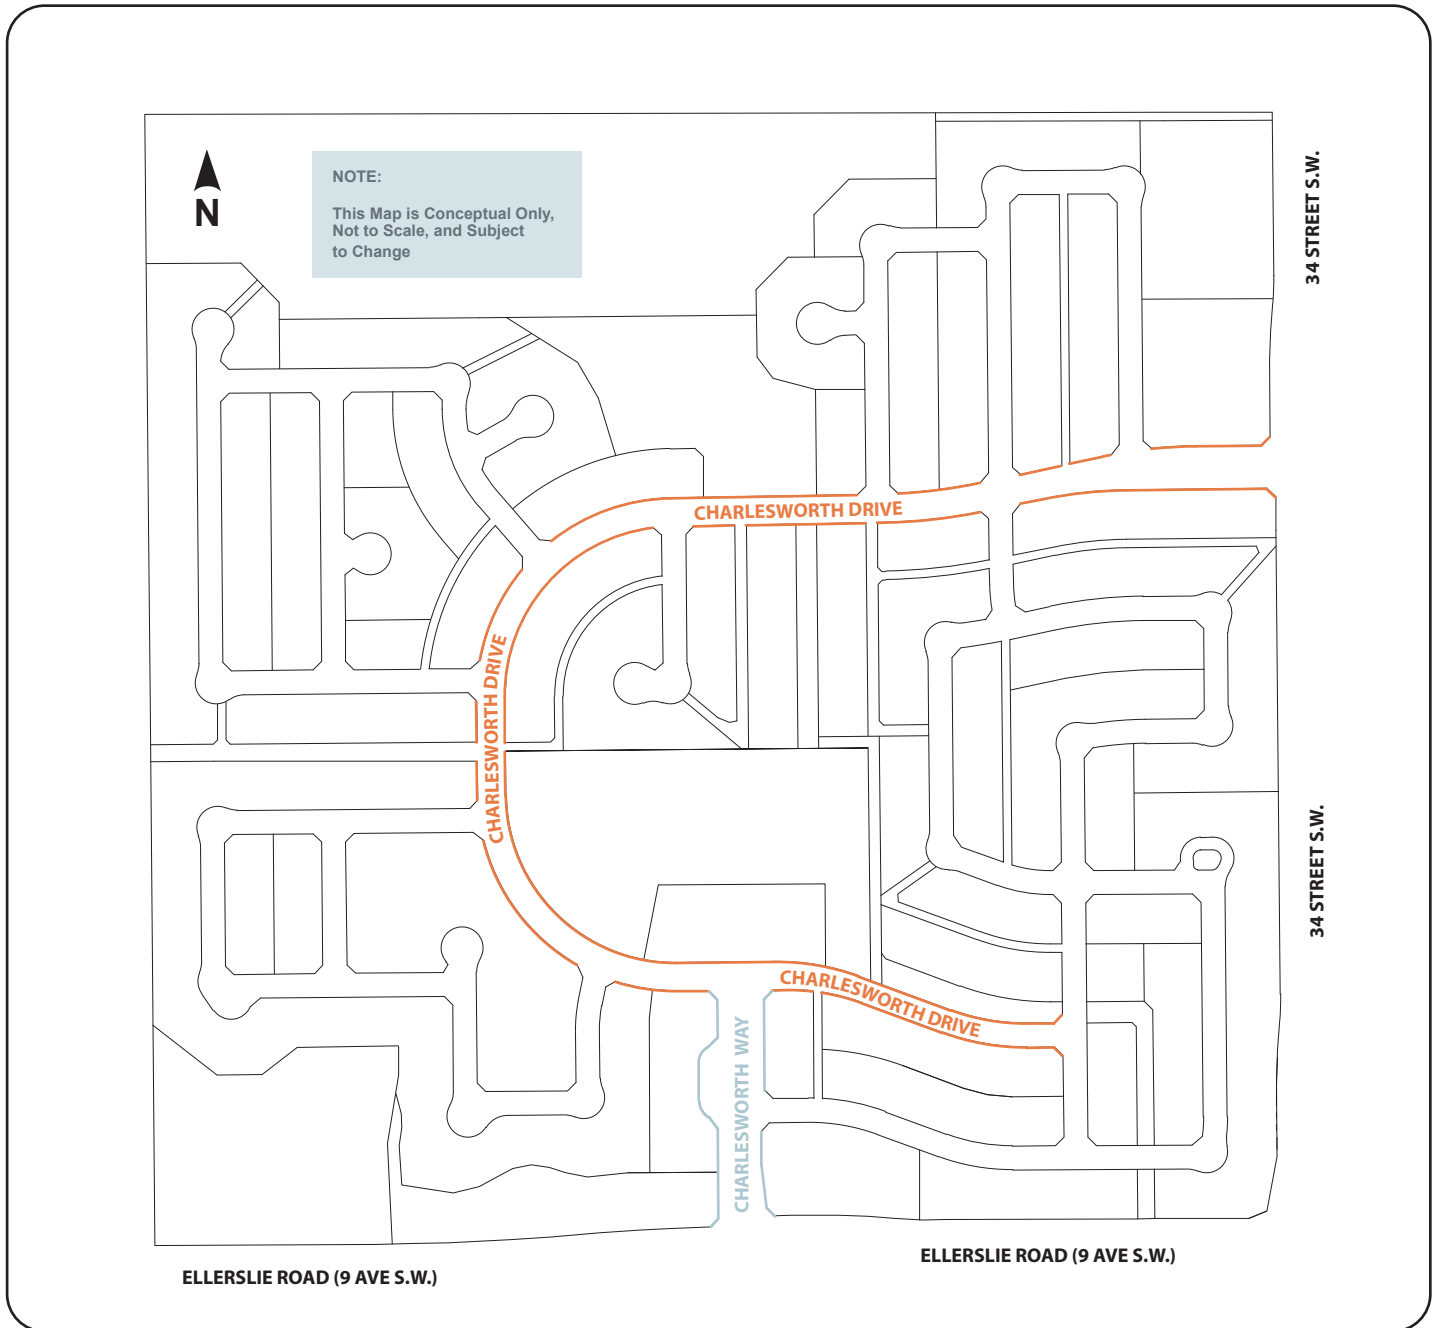 N
NOTE:
This Map is Conceptual Only,
Not to Scale, and Subject
to Change
34 STREET S.W.
CHARLESWORTH DRIVE
CHARLESWORTH DRIVE
34 STREET S.W.
CHARLESWORTH DRIVE
CHARLESWORTH WAY
ELLERSLIE ROAD (9 AVE S.W.)
ELLERSLIE ROAD (9 AVE S.W.)